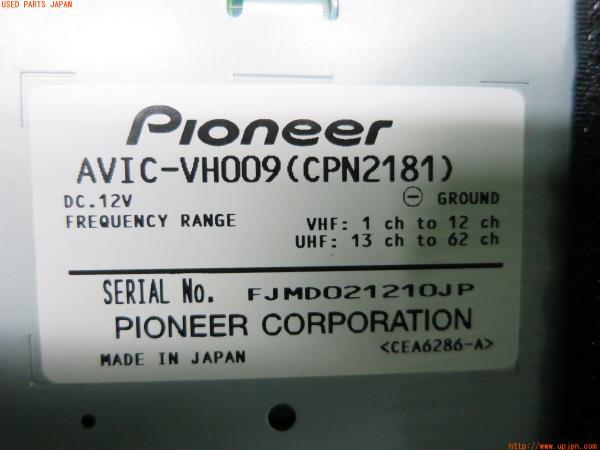 USED PARTS JAPAN
Pioneer
AVIC-VH009(CPN2181)
DC.12V ⊖ GROUND
FREQUENCY RANGE VHF: 1 ch to 12 ch
UHF: 13 ch to 62 ch
SERIAL No. FJMD021210JP
PIONEER CORPORATION
MADE IN JAPAN <CEA6286-A>
http://www.upjpn.com/